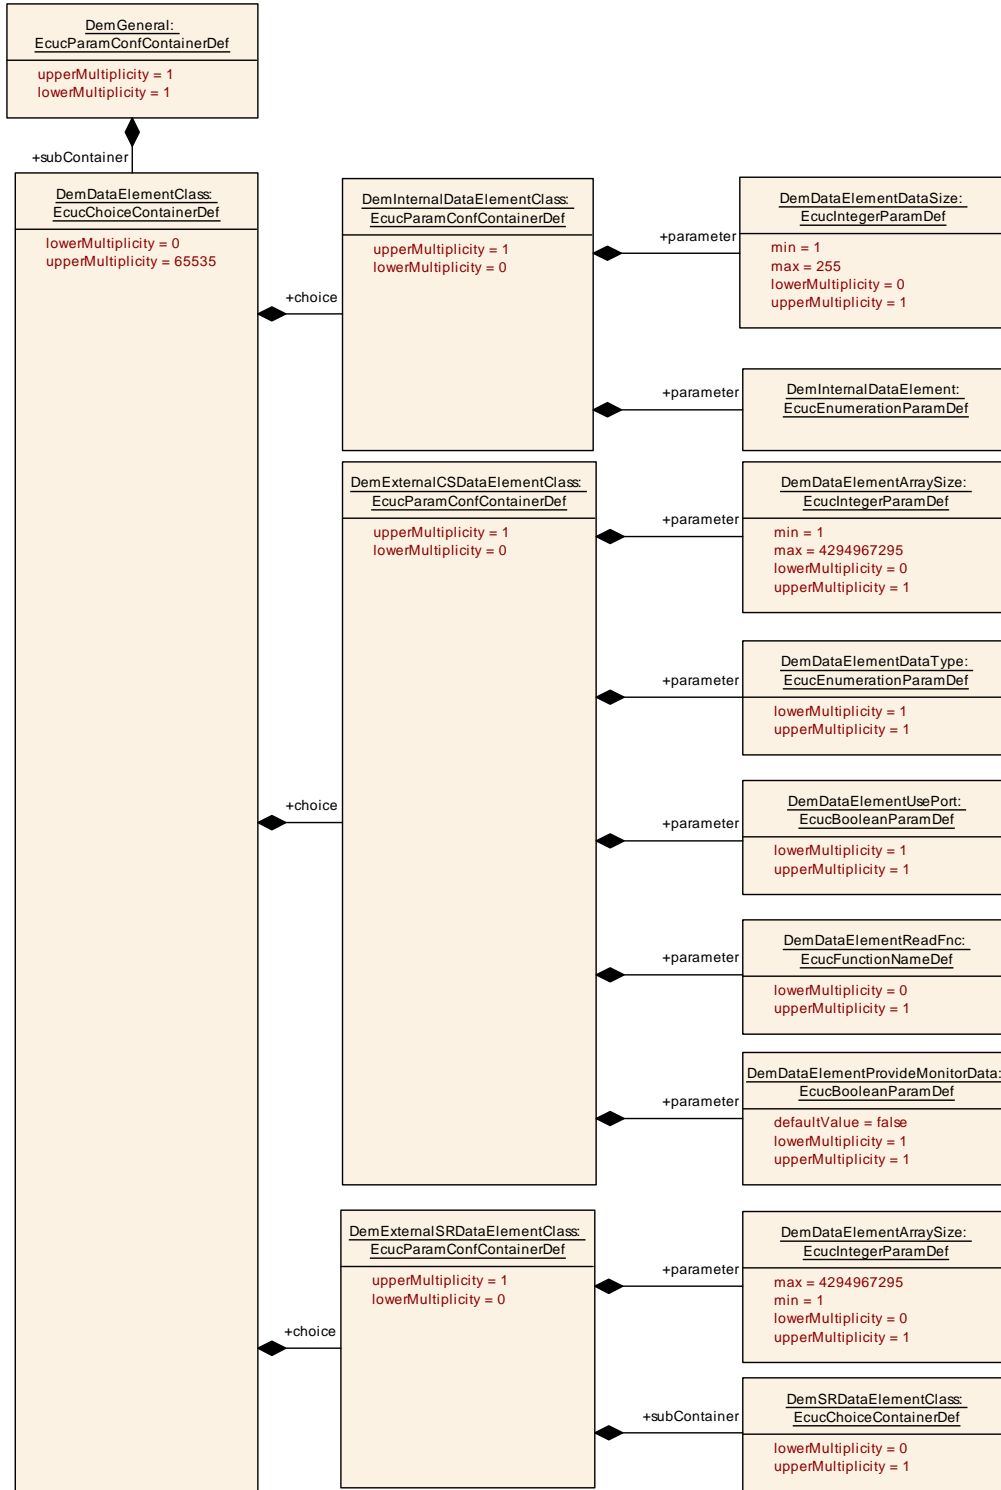 DemGeneral:
EcucParamConfContainerDef
upperMultiplicity = 1
lowerMultiplicity = 1
+subContainer
DemDataElementClass:
EcucChoiceContainerDef
lowerMultiplicity = 0
upperMultiplicity = 65535
+choice
DemInternalDataElementClass:
EcucParamConfContainerDef
upperMultiplicity = 1
lowerMultiplicity = 0
+parameter
DemDataElementDataSize:
EcucIntegerParamDef
min = 1
max = 255
lowerMultiplicity = 0
upperMultiplicity = 1
+parameter
DemInternalDataElement:
EcucEnumerationParamDef
+choice
DemExternalCSDataElementClass:
EcucParamConfContainerDef
upperMultiplicity = 1
lowerMultiplicity = 0
+parameter
DemDataElementArraySize:
EcucIntegerParamDef
min = 1
max = 4294967295
lowerMultiplicity = 0
upperMultiplicity = 1
+parameter
DemDataElementDataType:
EcucEnumerationParamDef
lowerMultiplicity = 1
upperMultiplicity = 1
+parameter
DemDataElementUsePort:
EcucBooleanParamDef
lowerMultiplicity = 1
upperMultiplicity = 1
+parameter
DemDataElementReadFnc:
EcucFunctionNameDef
lowerMultiplicity = 0
upperMultiplicity = 1
+parameter
DemDataElementProvideMonitorData:
EcucBooleanParamDef
defaultValue = false
lowerMultiplicity = 1
upperMultiplicity = 1
+choice
DemExternalSRDataElementClass:
EcucParamConfContainerDef
upperMultiplicity = 1
lowerMultiplicity = 0
+parameter
DemDataElementArraySize:
EcucIntegerParamDef
max = 4294967295
min = 1
lowerMultiplicity = 0
upperMultiplicity = 1
+subContainer
DemSRDataElementClass:
EcucChoiceContainerDef
lowerMultiplicity = 0
upperMultiplicity = 1